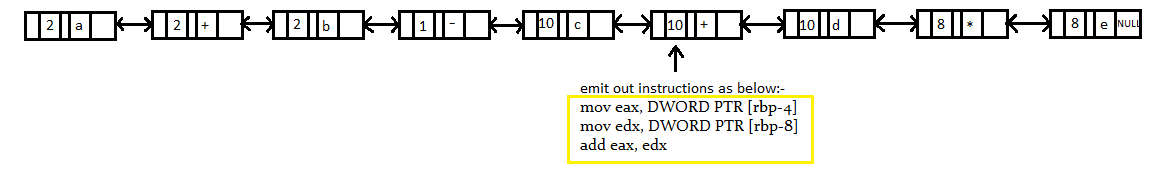 2 a 2 + 2 b 1 - 10 c 10 + 10 d 8 * 8 e NULL
emit out instructions as below:-
mov eax, DWORD PTR [rbp-4]
mov edx, DWORD PTR [rbp-8]
add eax, edx